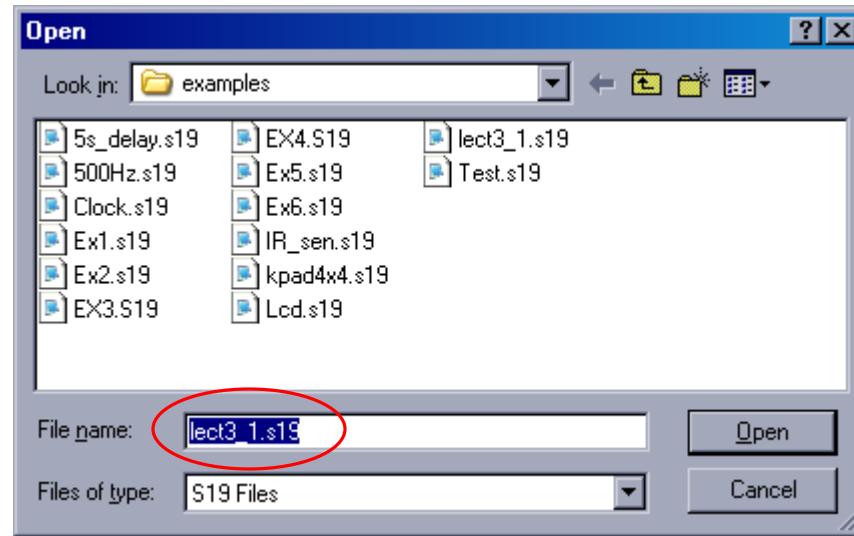 Open
Look in: examples
5s_delay.s19
500Hz.s19
Clock.s19
Ex1.s19
Ex2.s19
EX3.S19
EX4.S19
Ex5.s19
Ex6.s19
IR_sen.s19
kpad4x4.s19
Lcd.s19
lect3_1.s19
Test.s19
File name: lect3_1.s19 Open
Files of type: S19 Files Cancel